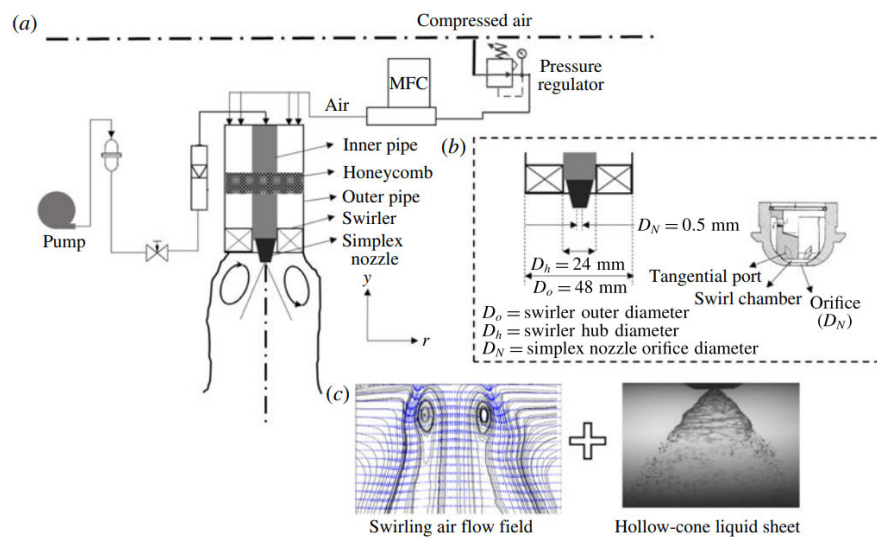 (a)
Compressed air
MFC
Pressure
regulator
Air
Inner pipe
Honeycomb
Outer pipe
Swirler
Simplex
nozzle
Pump
y
r
(b)
D_N = 0.5 mm
D_h = 24 mm
D_o = 48 mm
Tangential port
Swirl chamber
Orifice
(D_N)
D_o = swirler outer diameter
D_h = swirler hub diameter
D_N = simplex nozzle orifice diameter
(c)
Swirling air flow field
Hollow-cone liquid sheet